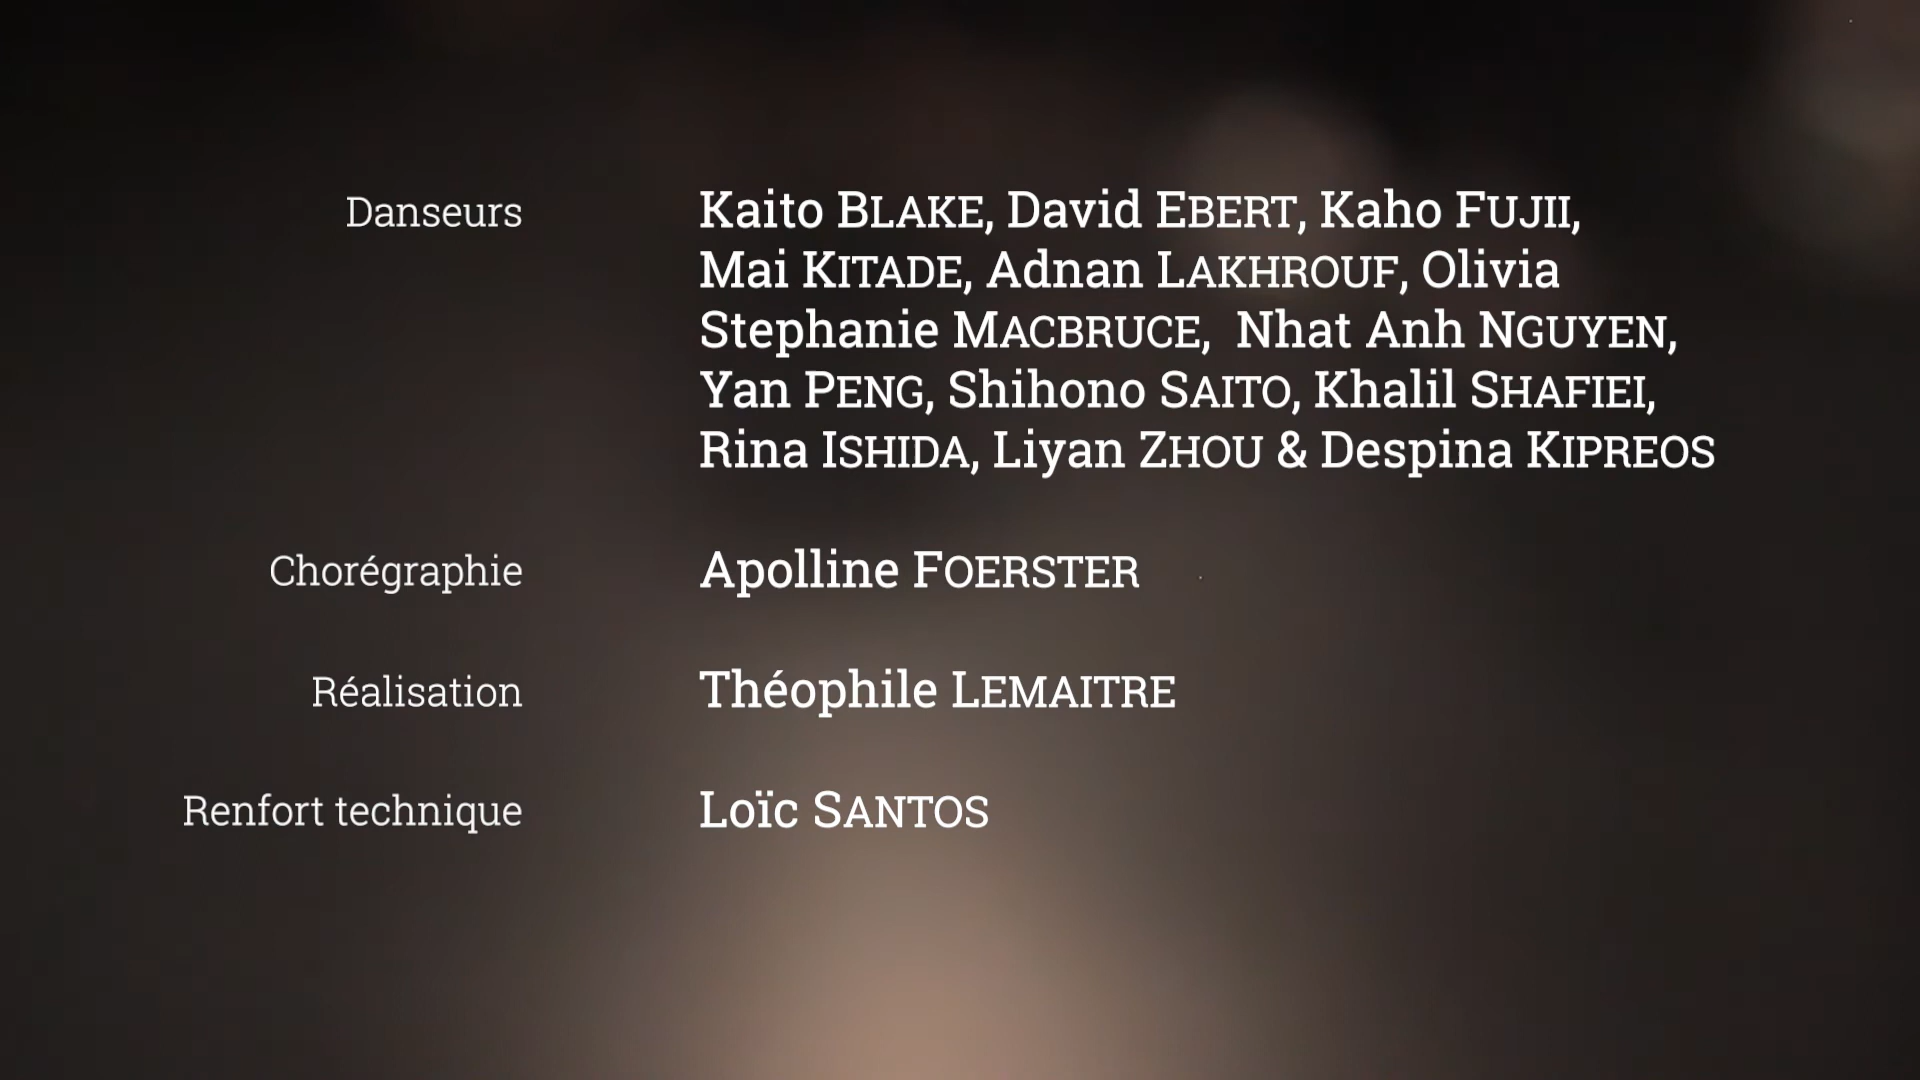 Danseurs Kaito BLAKE, David EBERT, Kaho FUJII,
Mai KITADE, Adnan LAKHROUF, Olivia
Stephanie MACBRUCE,  Nhat Anh NGUYEN,
Yan PENG, Shihono SAITO, Khalil SHAFIEI,
Rina ISHIDA, Liyan ZHOU & Despina KIPREOS
Chorégraphie Apolline FOERSTER
Réalisation Théophile LEMAITRE
Renfort technique Loïc SANTOS